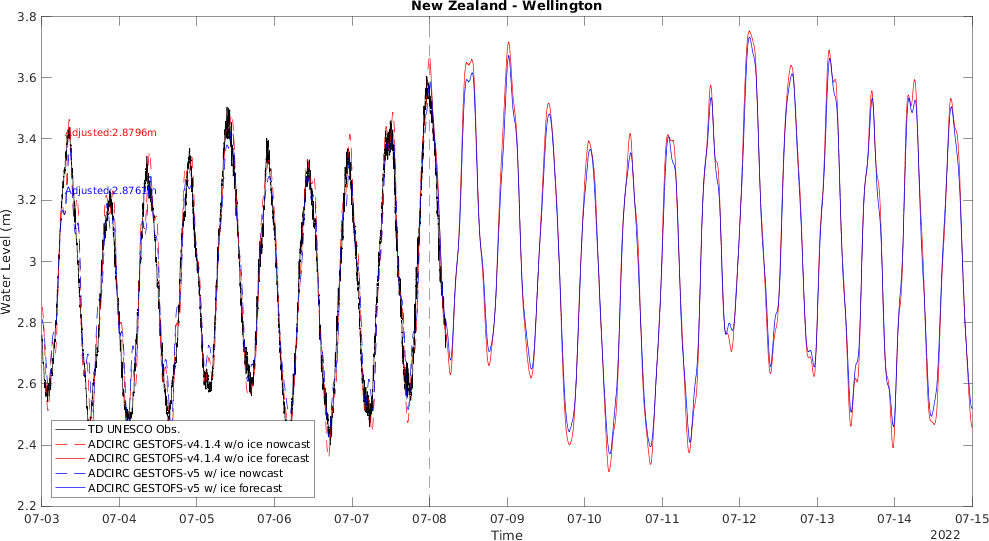 New Zealand - Wellington
3.8
3.6
3.4
3.2
3
2.8
2.6
2.4
2.2
Water Level (m)
Adjusted:2.8796m
Adjusted:2.8761m
TD UNESCO Obs.
ADCIRC GESTOFS-v4.1.4 w/o ice nowcast
ADCIRC GESTOFS-v4.1.4 w/o ice forecast
ADCIRC GESTOFS-v5 w/ ice nowcast
ADCIRC GESTOFS-v5 w/ ice forecast
07-03 07-04 07-05 07-06 07-07 07-08 07-09 07-10 07-11 07-12 07-13 07-14 07-15
Time
2022